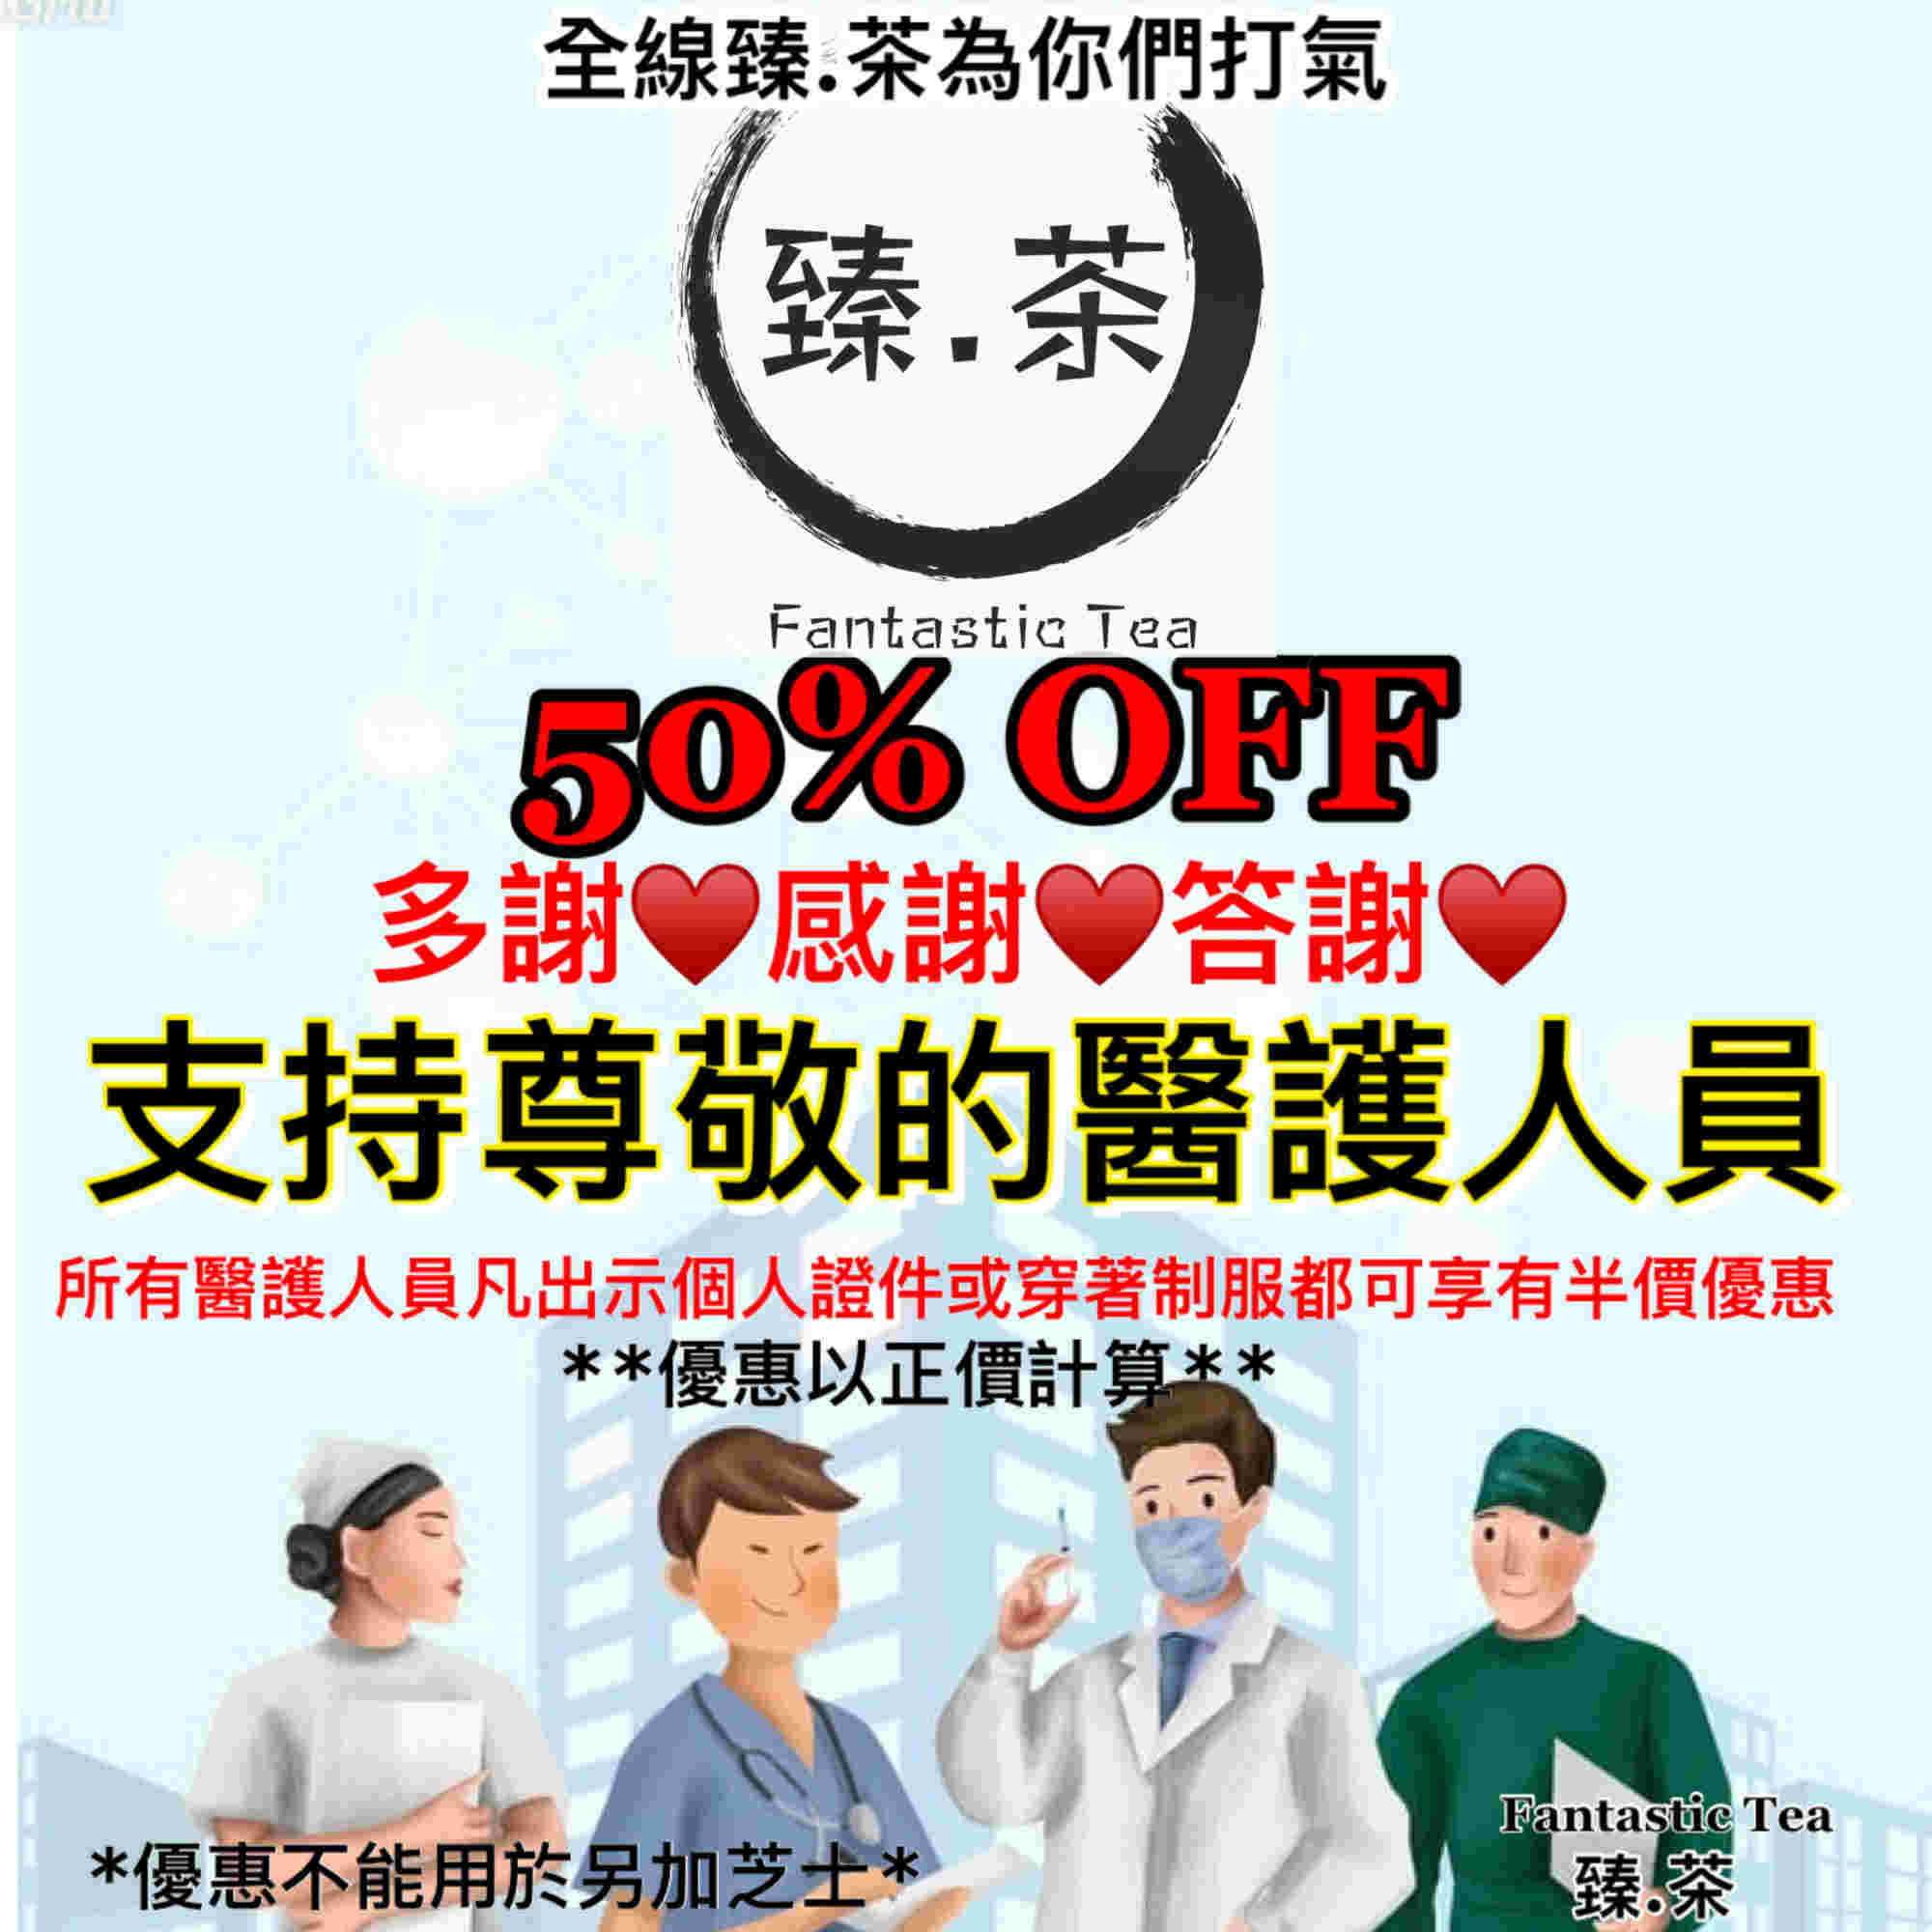 全線臻.茶為你們打氣
臻.茶
Fantastic Tea
50% OFF
多謝♥感謝♥答謝♥
支持尊敬的醫護人員
所有醫護人員凡出示個人證件或穿著制服都可享有半價優惠
**優惠以正價計算**
Fantastic Tea
臻.茶
*優惠不能用於另加芝士*